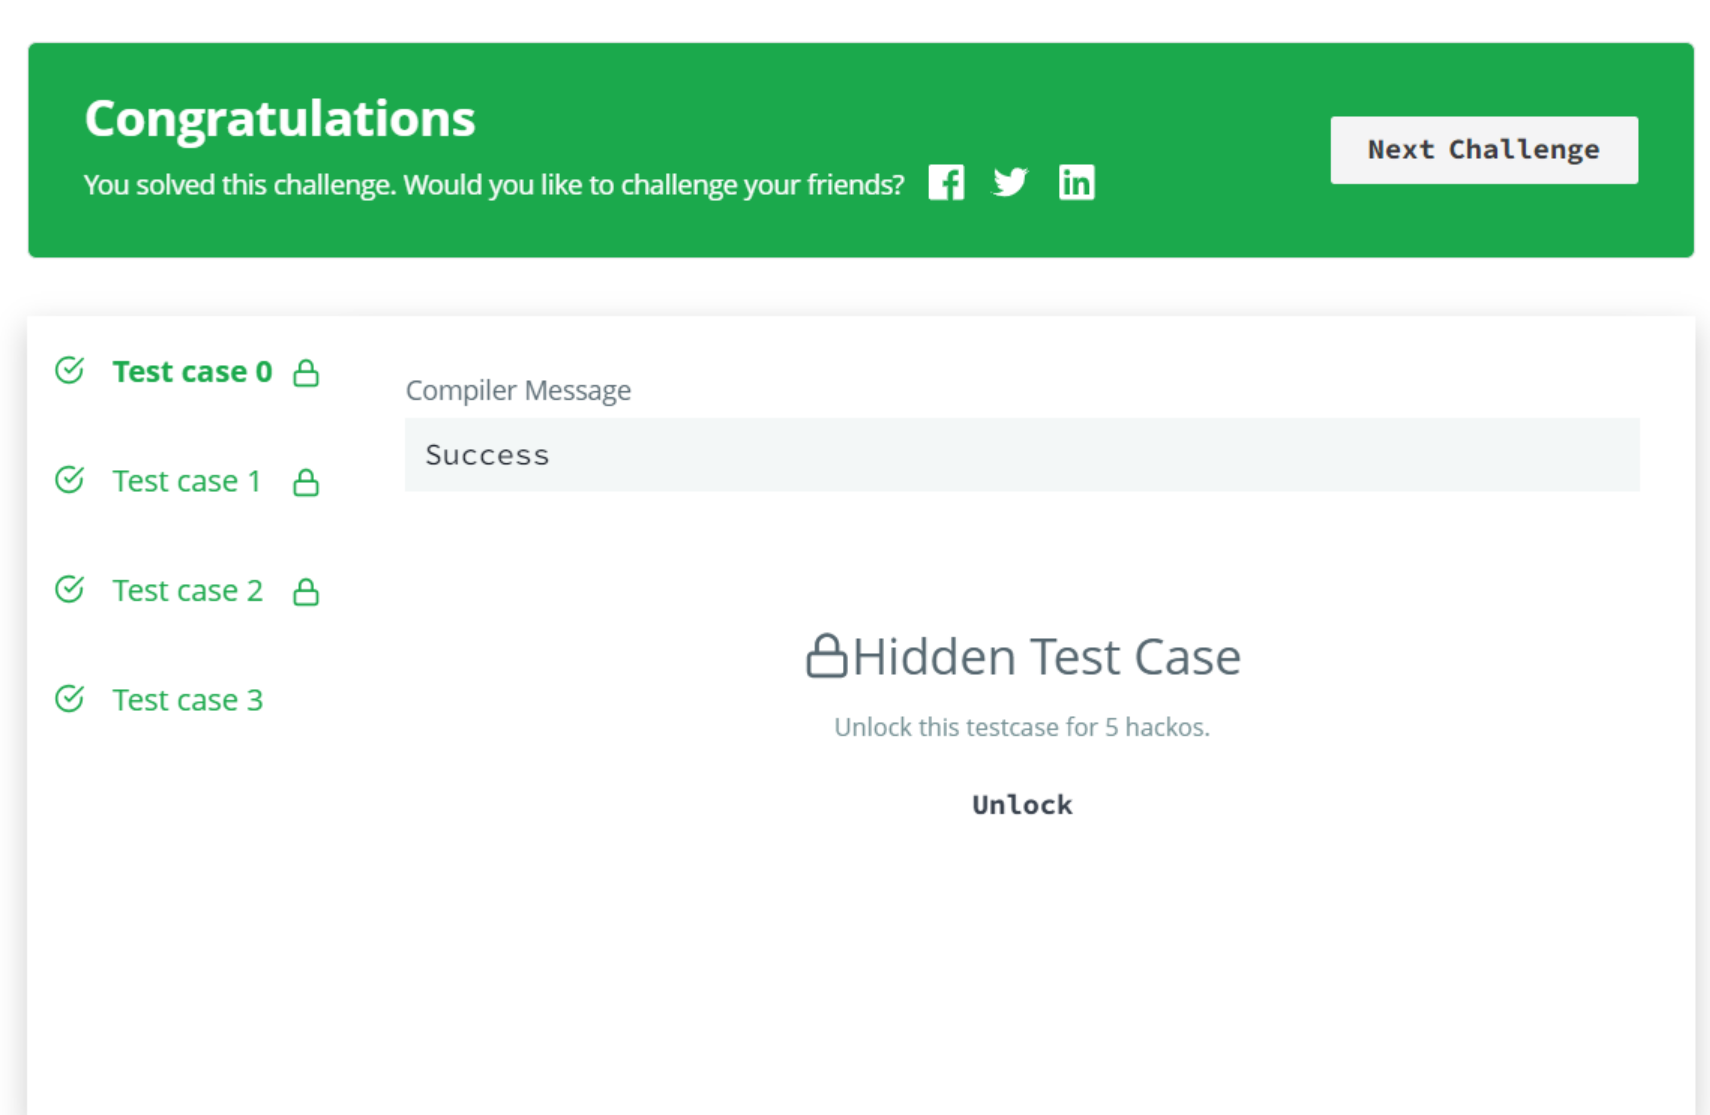 Congratulations
You solved this challenge. Would you like to challenge your friends?
Next Challenge
Test case 0
Test case 1
Test case 2
Test case 3
Compiler Message
Success
Hidden Test Case
Unlock this testcase for 5 hackos.
Unlock